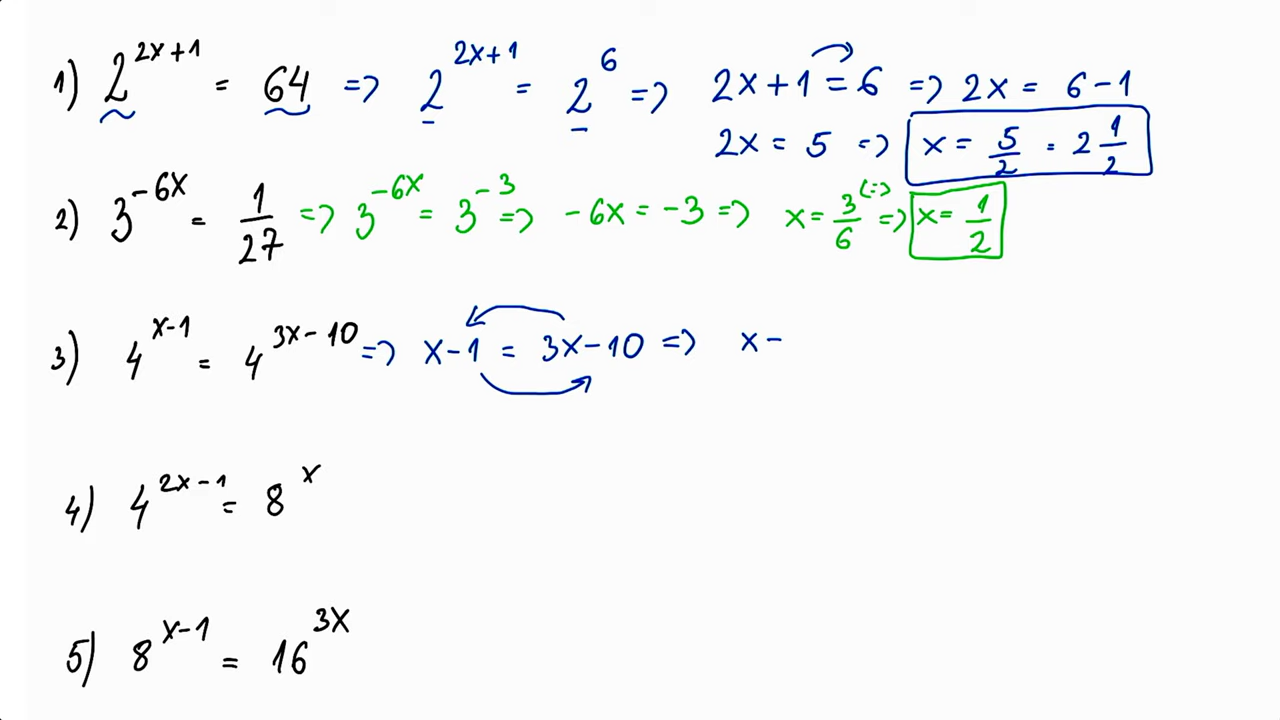 1) 2^(2x+1) = 64 => 2^(2x+1) = 2^6 => 2x+1 = 6 => 2x = 6-1
2x = 5 => x = 5/2 = 2 1/2
2) 3^(-6x) = 1/27 => 3^(-6x) = 3^(-3) => -6x = -3 => x = 3/6 (=>) => x = 1/2
3) 4^(x-1) = 4^(3x-10) => x-1 = 3x-10 => x -
4) 4^(2x-1) = 8^x
5) 8^(x-1) = 16^(3x)